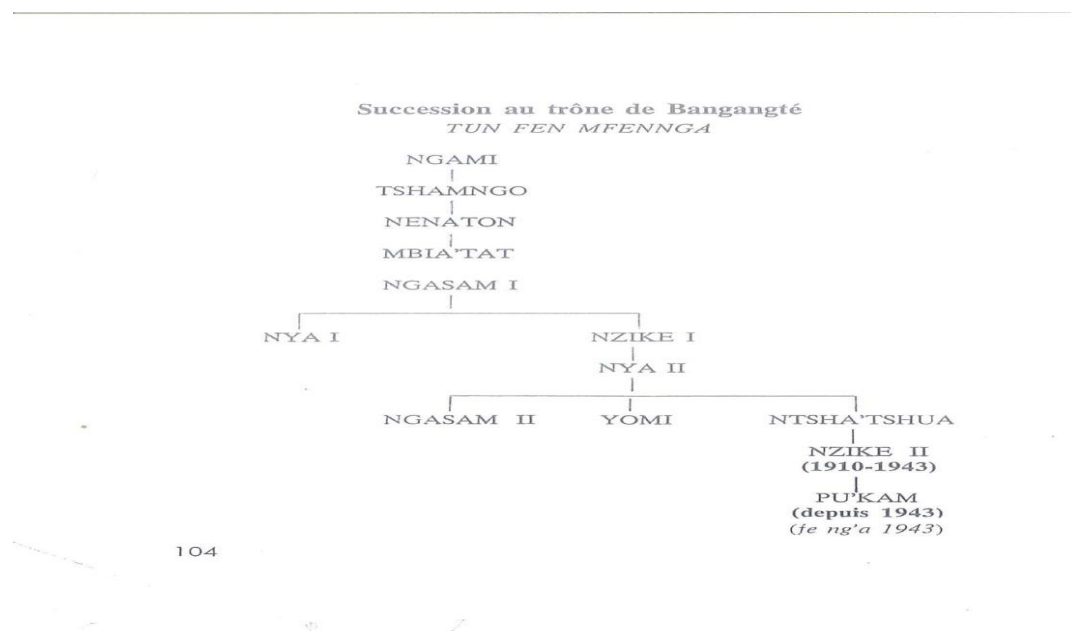 Succession au trône de Bangangté
TUN FEN MFENNGA
NGAMI
TSHAMNGO
NENATON
MBIA'TAT
NGASAM I
NYA I NZIKE I
NYA II
NGASAM II YOMI NTSHA'TSHUA
NZIKE II
(1910-1943)
PU'KAM
(depuis 1943)
(fe ng'a 1943)
104